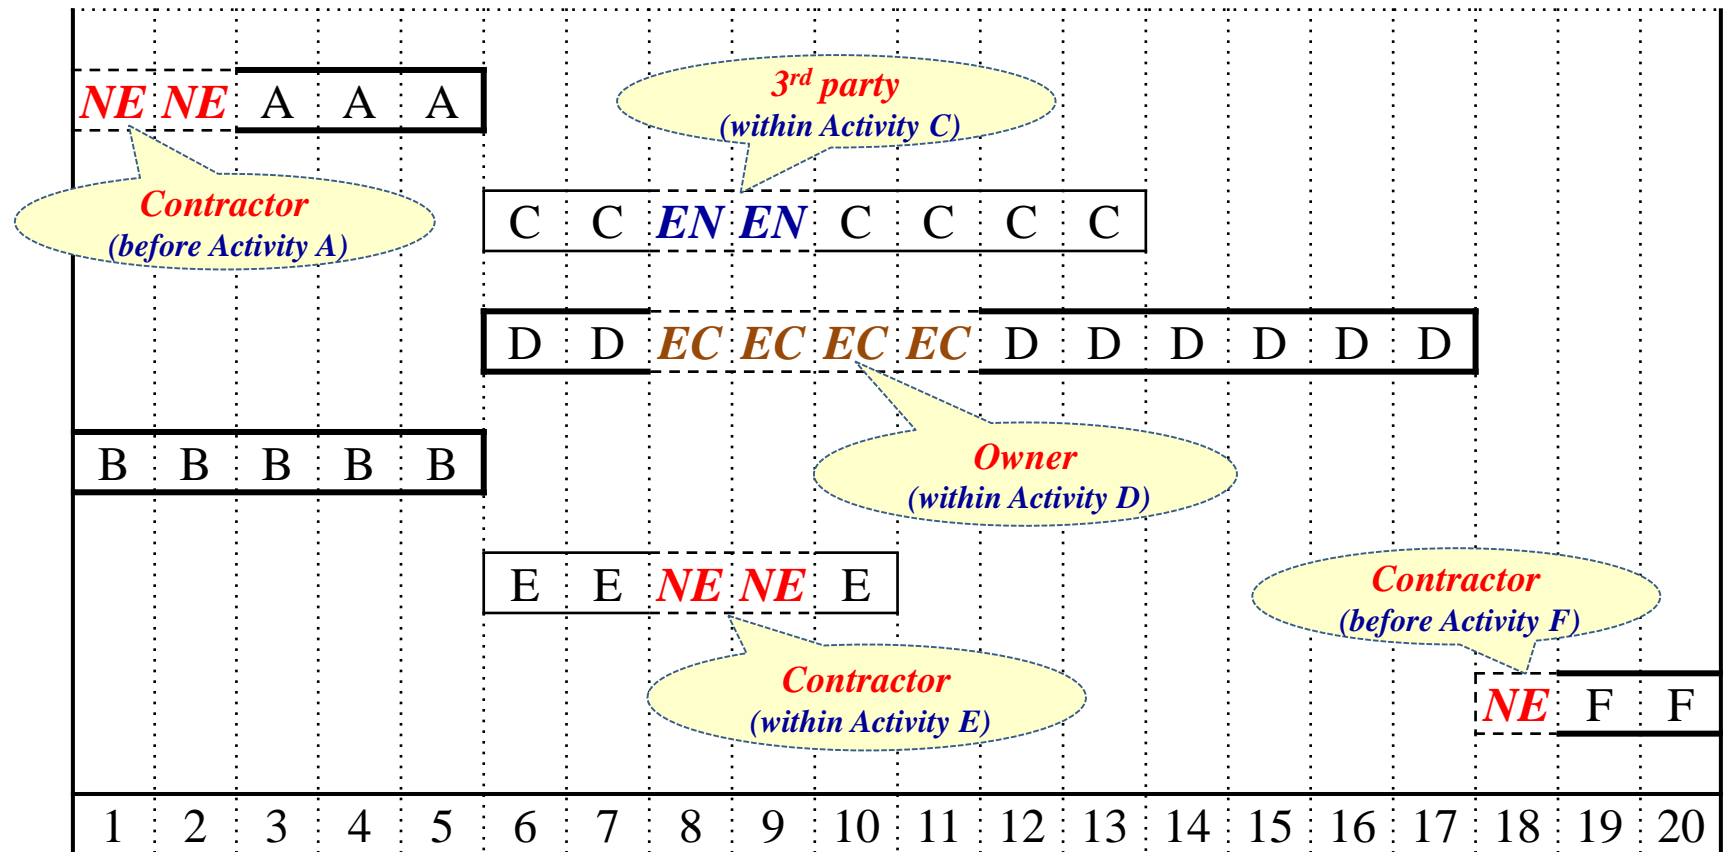 NE NE A A A
3rd party
(within Activity C)
Contractor
(before Activity A)
C C EN EN C C C C
D D EC EC EC EC D D D D D D
B B B B B
Owner
(within Activity D)
E E NE NE E
Contractor
(before Activity F)
Contractor
(within Activity E)
NE F F
1 2 3 4 5 6 7 8 9 10 11 12 13 14 15 16 17 18 19 20